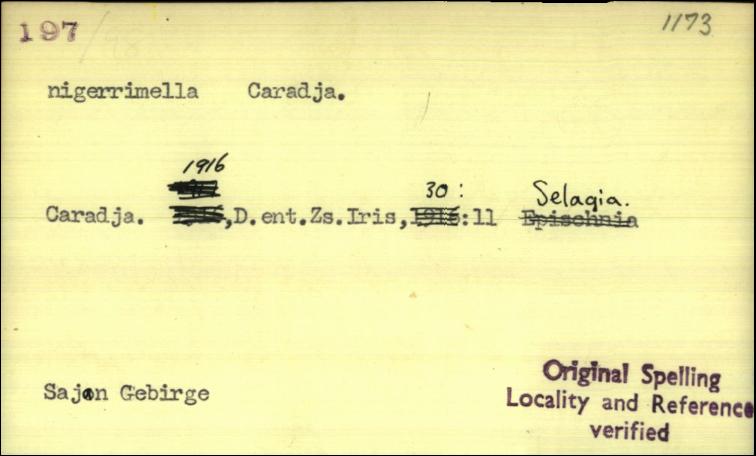 197 1173
nigerrimella Caradja.
1916
30: Selagia.
Caradja. ,D.ent.Zs.Iris,1916:11 Epischnia
Sajan Gebirge
Original Spelling
Locality and Reference
verified